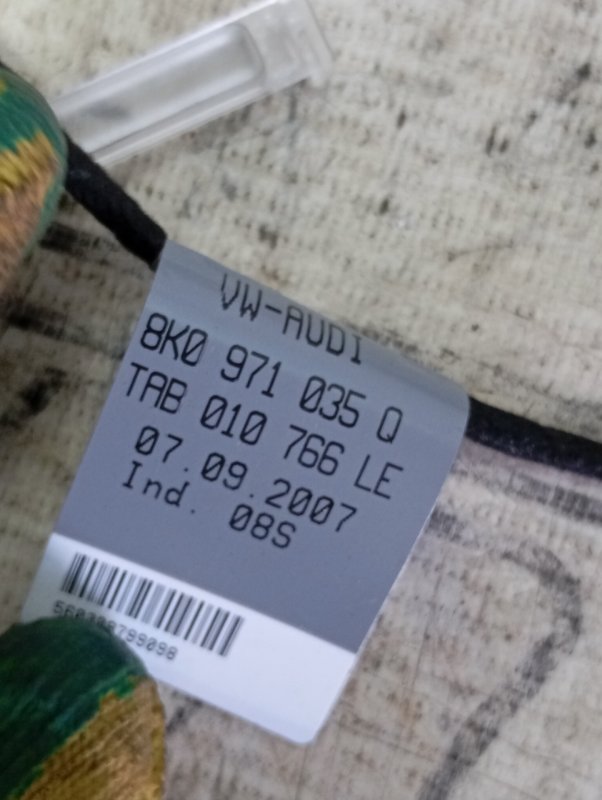 VW-AUDI
8K0 971 035 Q
TAB 010 766 LE
07.09.2007
Ind. 08S